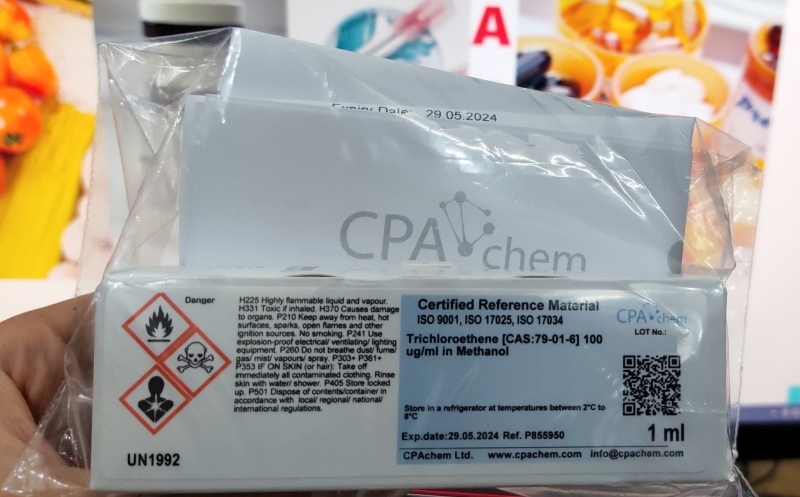 A
Expiry Date: 29.05.2024
CPA chem
Danger
H225 Highly flammable liquid and vapour.
H331 Toxic if inhaled. H370 Causes damage
to organs. P210 Keep away from heat, hot
surfaces, sparks, open flames and other
ignition sources. No smoking. P241 Use
explosion-proof electrical/ ventilating/ lighting
equipment. P260 Do not breathe dust/ fume/
gas/ mist/ vapours/ spray. P303+ P361+
P353 IF ON SKIN (or hair): Take off
immediately all contaminated clothing. Rinse
skin with water/ shower. P405 Store locked
up. P501 Dispose of contents/container in
accordance with local/ regional/ national/
international regulations.
UN1992
Certified Reference Material
ISO 9001, ISO 17025, ISO 17034
CPA chem
LOT No.:
Trichloroethene [CAS:79-01-6] 100
ug/ml in Methanol
Store in a refrigerator at temperatures between 2°C to
8°C
Exp.date:29.05.2024 Ref. P855950
1 ml
CPAchem Ltd. www.cpachem.com info@cpachem.com